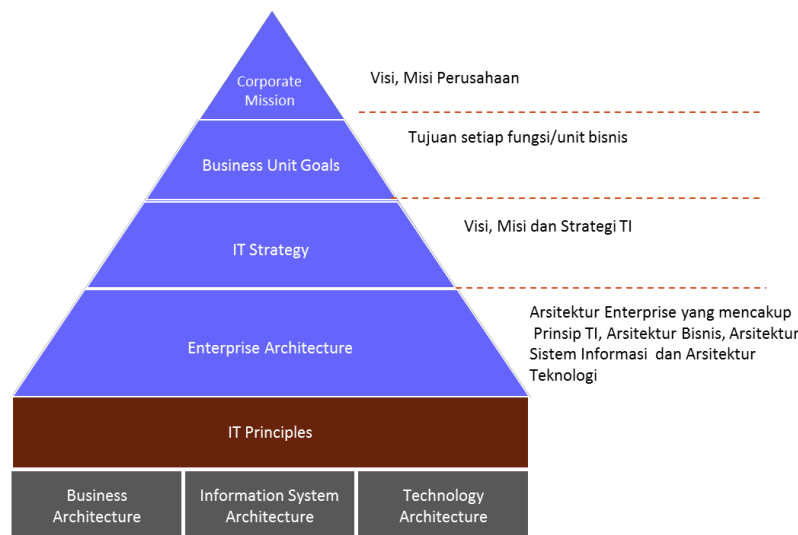 Corporate
Mission
Visi, Misi Perusahaan
Tujuan setiap fungsi/unit bisnis
Business Unit Goals
Visi, Misi dan Strategi TI
IT Strategy
Arsitektur Enterprise yang mencakup
Prinsip TI, Arsitektur Bisnis, Arsitektur
Sistem Informasi dan Arsitektur
Teknologi
Enterprise Architecture
IT Principles
Business
Architecture
Information System
Architecture
Technology
Architecture